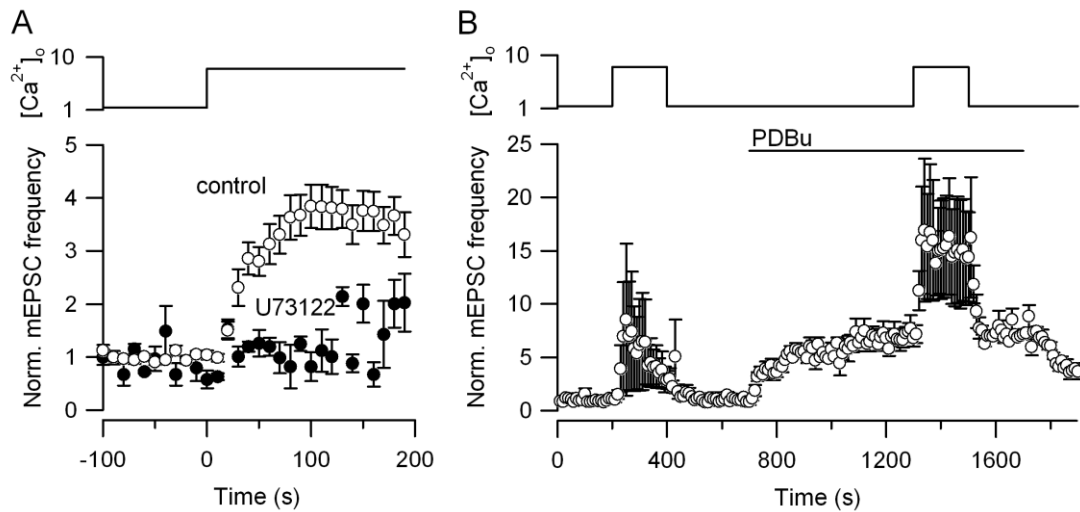 A
[Ca²⁺]ₒ
10
1
Norm. mEPSC frequency
5
4
3
2
1
0
control
U73122
-100
0
100
200
Time (s)
B
[Ca²⁺]ₒ
10
1
Norm. mEPSC frequency
25
20
15
10
5
0
PDBu
0
400
800
1200
1600
Time (s)